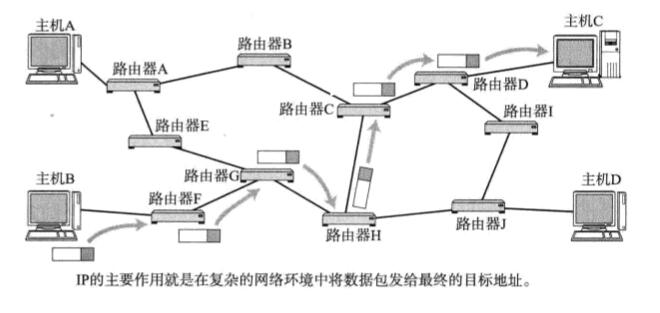 主机A
主机C
路由器B
路由器A
路由器D
路由器C
路由器I
路由器E
主机B
路由器G
主机D
路由器F
路由器H
路由器J
IP的主要作用就是在复杂的网络环境中将数据包发给最终的目标地址。